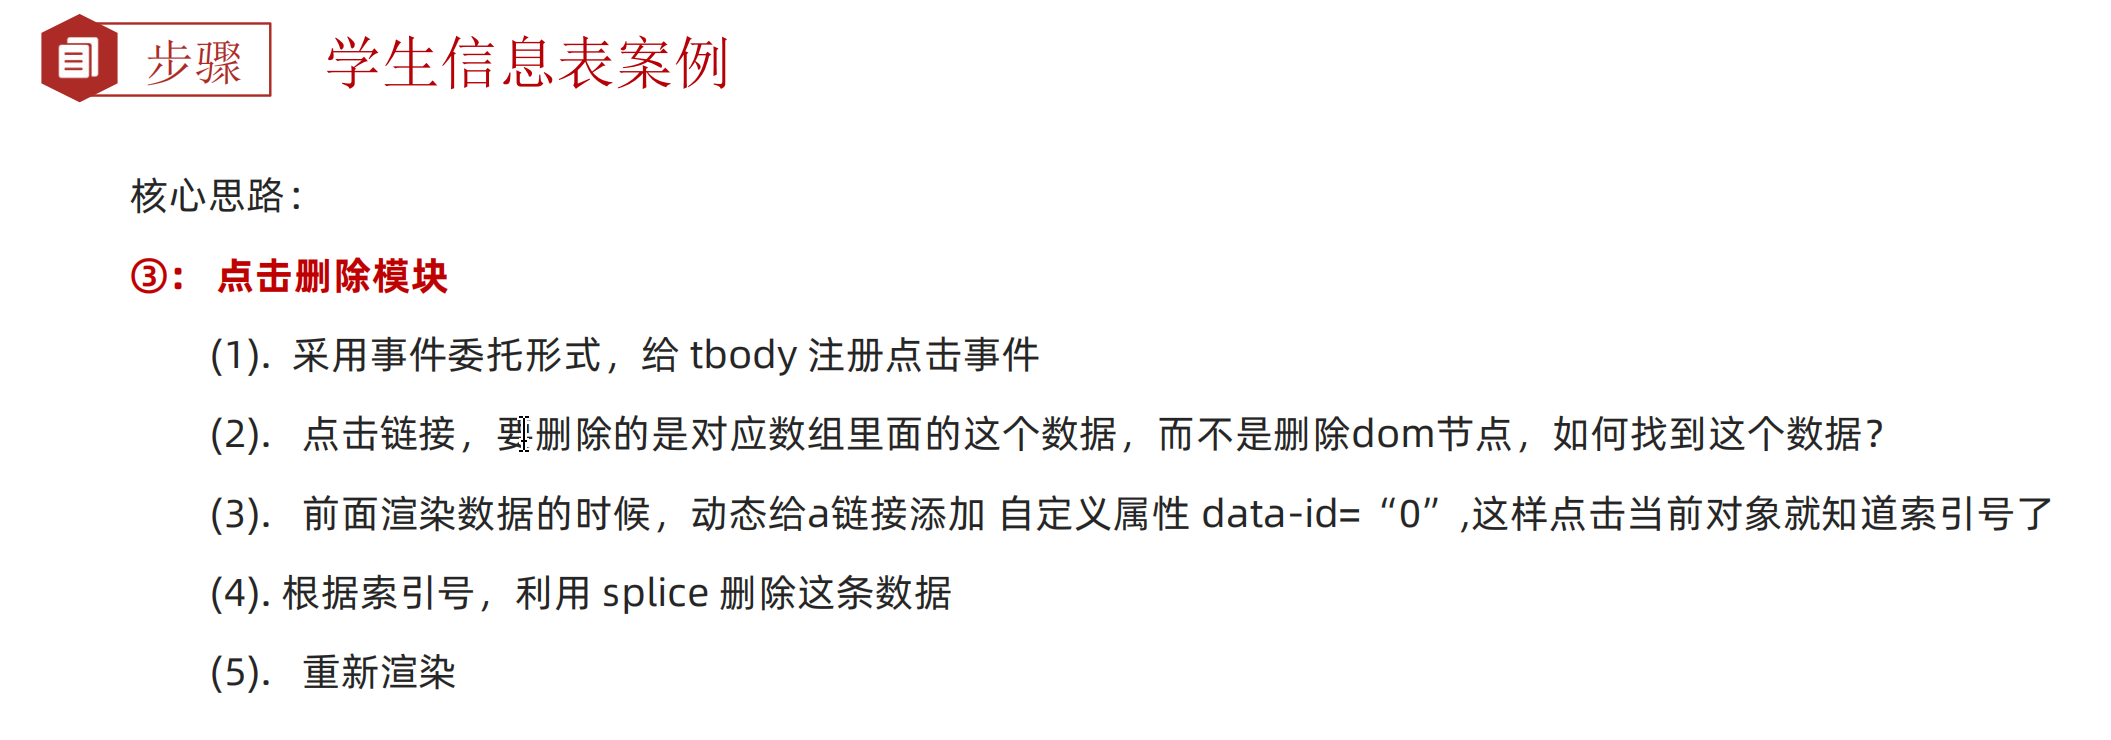 步骤 学生信息表案例
核心思路：
③： 点击删除模块
(1). 采用事件委托形式，给 tbody 注册点击事件
(2). 点击链接，要删除的是对应数组里面的这个数据，而不是删除dom节点，如何找到这个数据？
(3). 前面渲染数据的时候，动态给a链接添加 自定义属性 data-id=“0”,这样点击当前对象就知道索引号了
(4). 根据索引号，利用 splice 删除这条数据
(5). 重新渲染